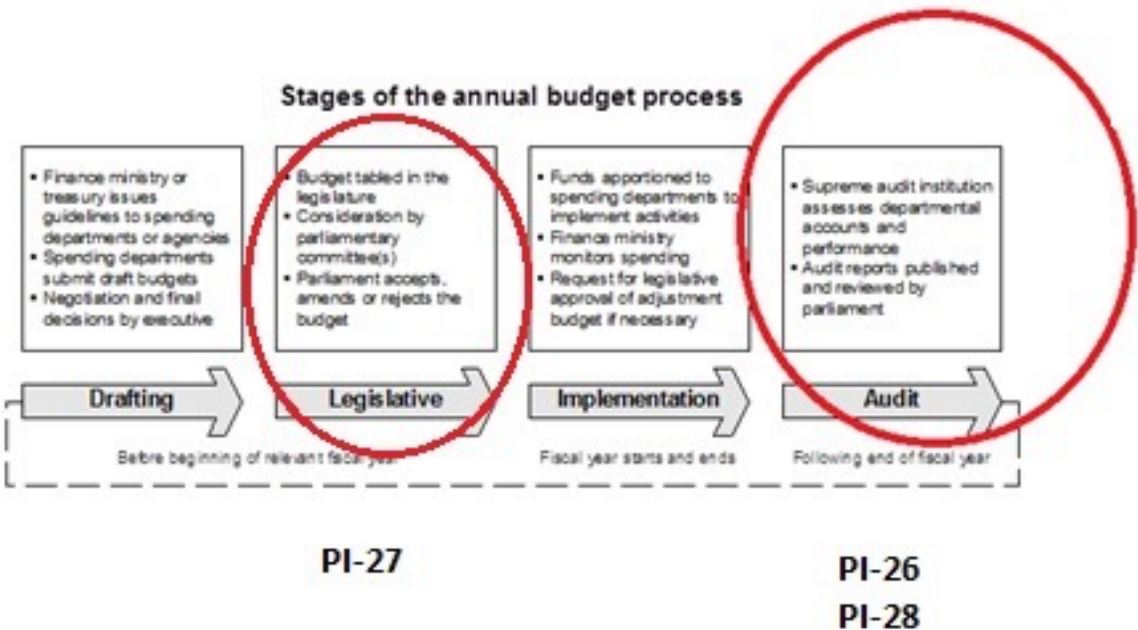 Stages of the annual budget process
• Finance ministry or
treasury issues
guidelines to spending
departments or agencies
• Spending departments
submit draft budgets
• Negotiation and final
decisions by executive
• Budget tabled in the
legislature
• Consideration by
parliamentary
committee(s)
• Parliament accepts,
amends or rejects the
budget
• Funds apportioned to
spending departments to
implement activities
• Finance ministry
monitors spending
• Request for legislative
approval of adjustment
budget if necessary
• Supreme audit institution
assesses departmental
accounts and
performance
• Audit reports published
and reviewed by
parliament
Drafting
Legislative
Implementation
Audit
Before beginning of relevant fiscal year
Fiscal year starts and ends
Following end of fiscal year
PI-27
PI-26
PI-28